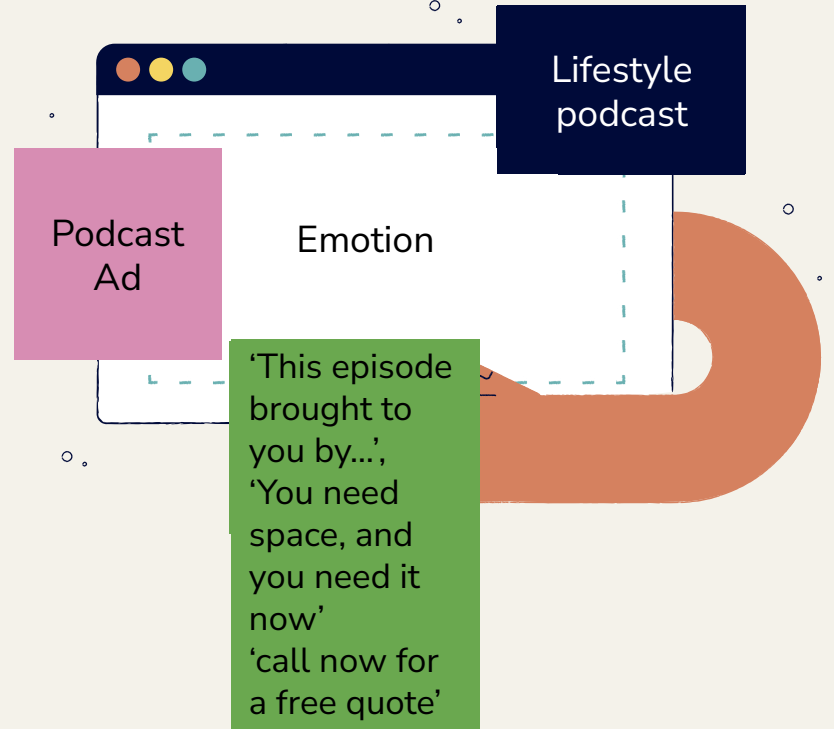 Lifestyle
podcast
Podcast
Ad
Emotion
‘This episode
brought to
you by...’,
‘You need
space, and
you need it
now’
‘call now for
a free quote’